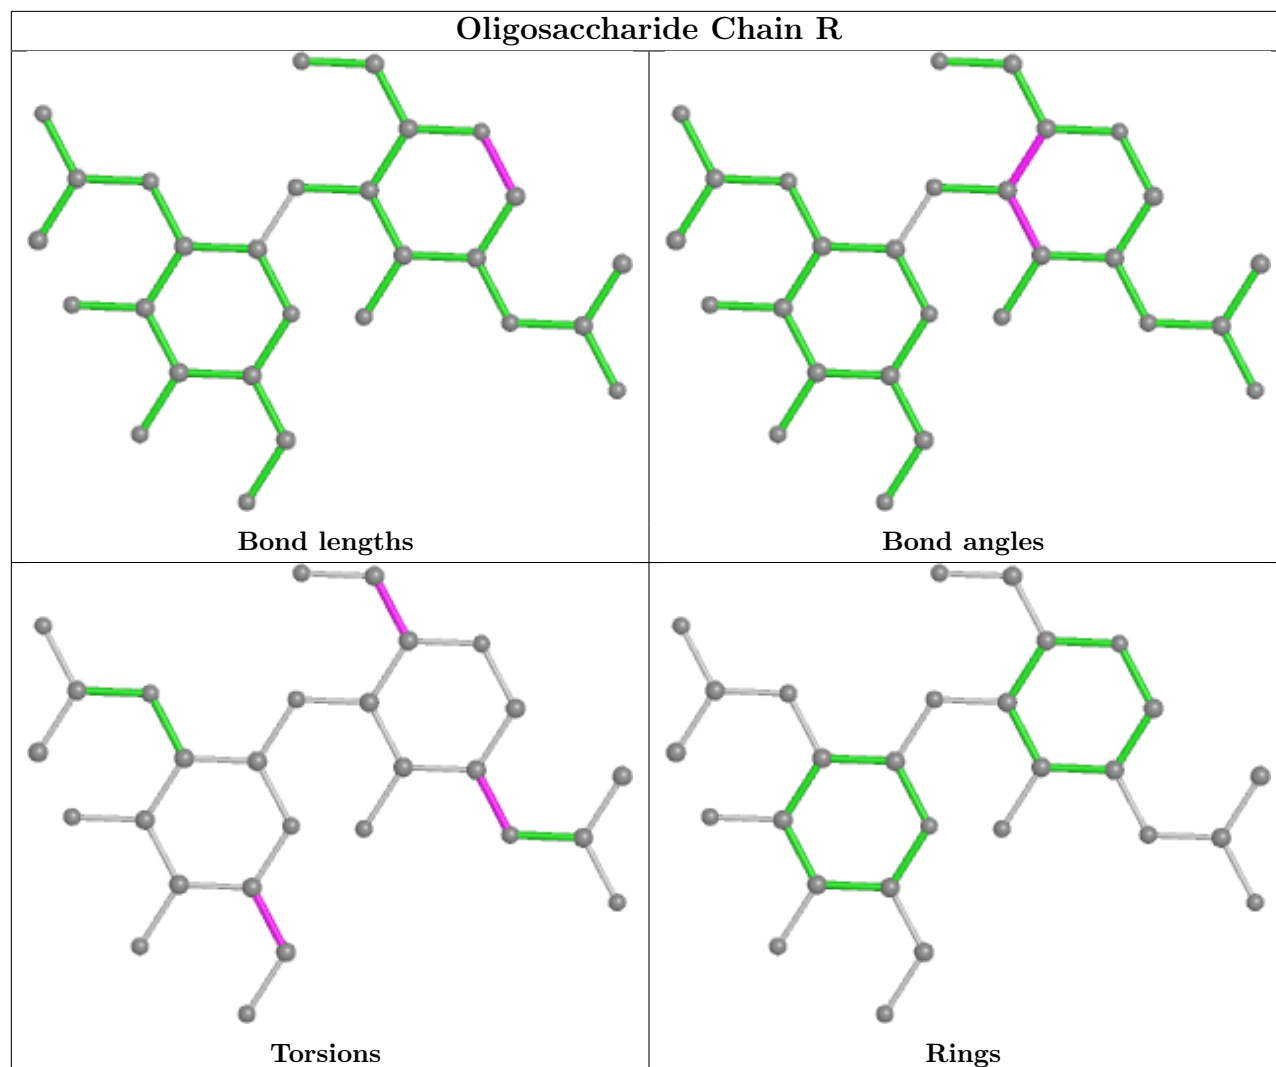 Oligosaccharide Chain R
Bond lengths
Bond angles
Torsions
Rings